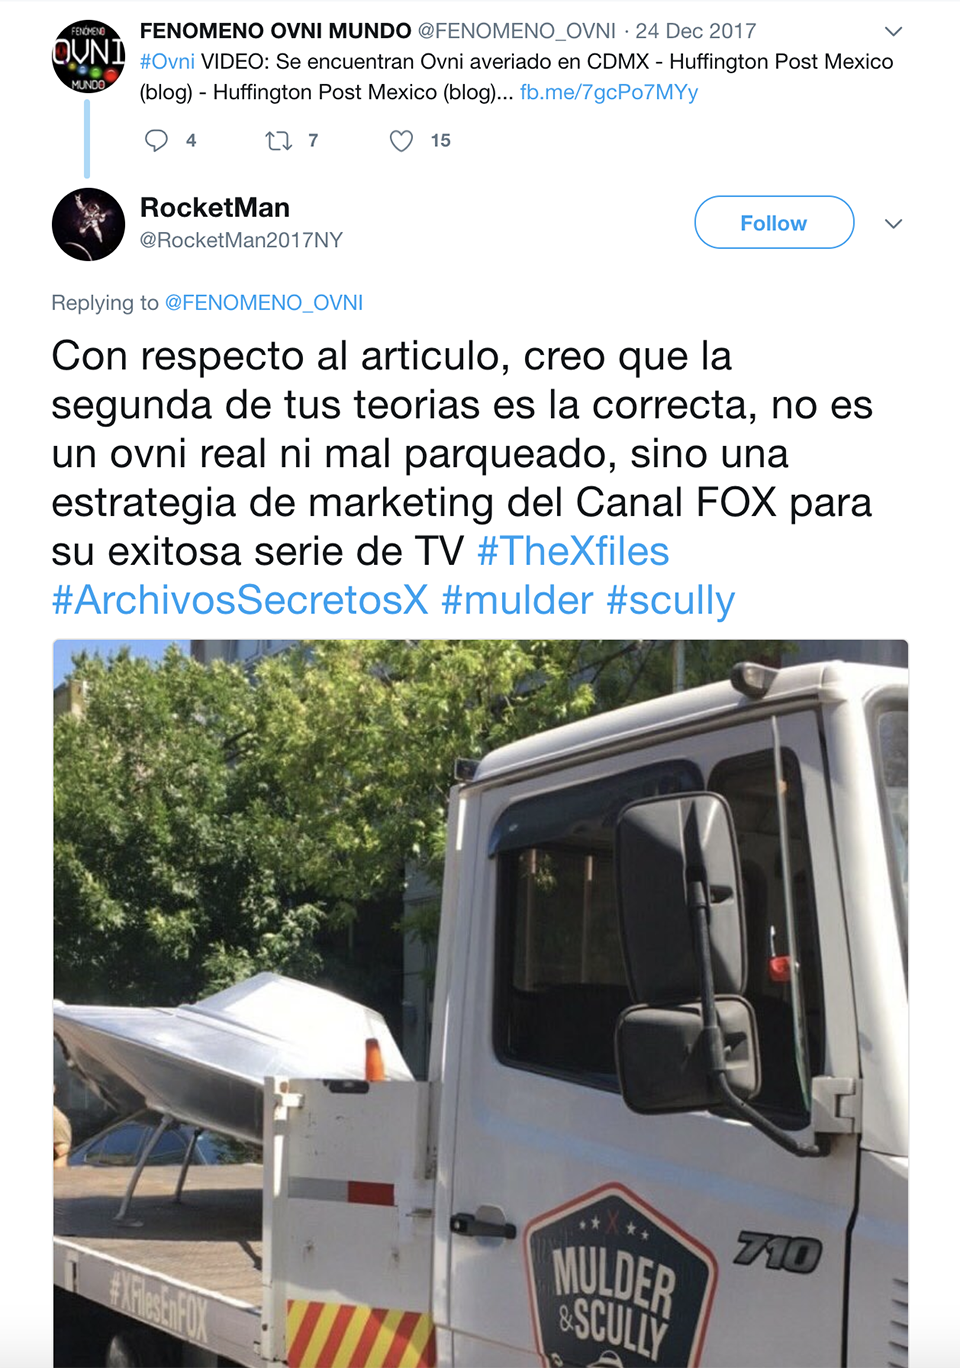 FENOMENO OVNI MUNDO @FENOMENO_OVNI · 24 Dec 2017
FENÓMENO
OVNI
MUNDO
#Ovni VIDEO: Se encuentran Ovni averiado en CDMX - Huffington Post Mexico
(blog) - Huffington Post Mexico (blog)... fb.me/7gcPo7MYy
4 7 15
RocketMan
@RocketMan2017NY
Follow
Replying to @FENOMENO_OVNI
Con respecto al articulo, creo que la
segunda de tus teorias es la correcta, no es
un ovni real ni mal parqueado, sino una
estrategia de marketing del Canal FOX para
su exitosa serie de TV #TheXfiles
#ArchivosSecretosX #mulder #scully
710
MULDER
&SCULLY
#XFilesEnFOX